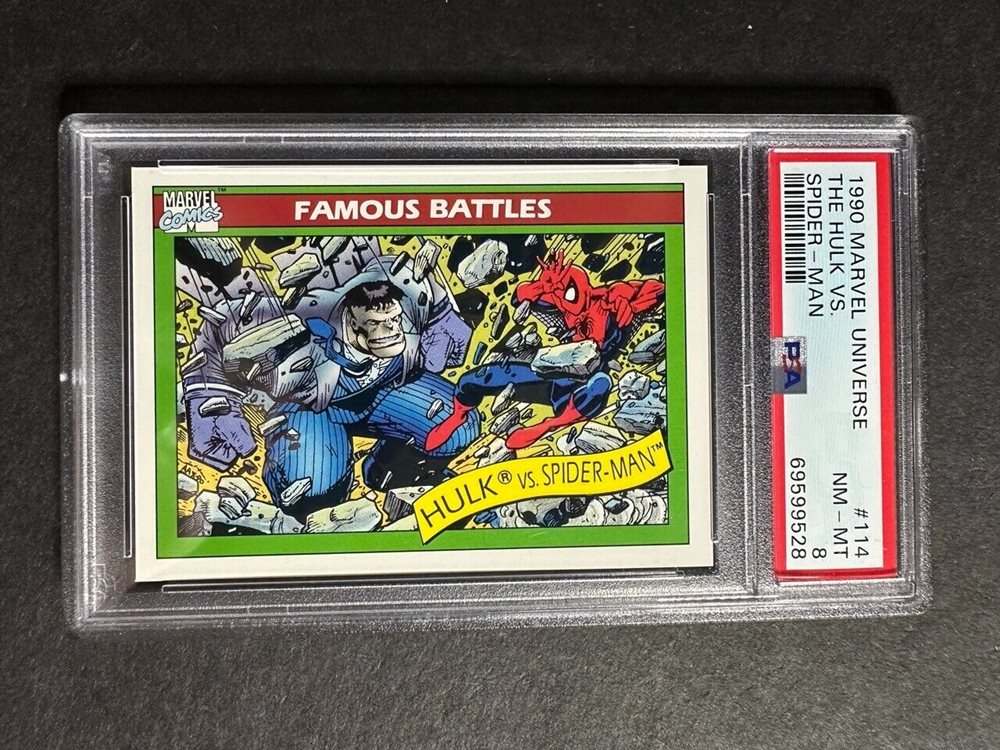 MARVEL™
COMICS
FAMOUS BATTLES
HULK® VS. SPIDER-MAN™
1990 MARVEL UNIVERSE #114
THE HULK VS. NM-MT
SPIDER-MAN 8
PSA 69599528